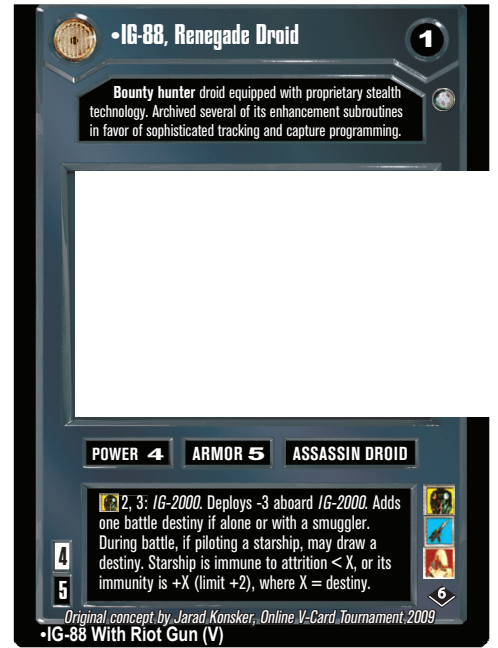 •IG-88, Renegade Droid
1
Bounty hunter droid equipped with proprietary stealth
technology. Archived several of its enhancement subroutines
in favor of sophisticated tracking and capture programming.
POWER 4 ARMOR 5 ASSASSIN DROID
2, 3: IG-2000. Deploys -3 aboard IG-2000. Adds
one battle destiny if alone or with a smuggler.
During battle, if piloting a starship, may draw a
destiny. Starship is immune to attrition < X, or its
immunity is +X (limit +2), where X = destiny.
4
5
6
Original concept by Jarad Konsker, Online V-Card Tournament 2009
•IG-88 With Riot Gun (V)